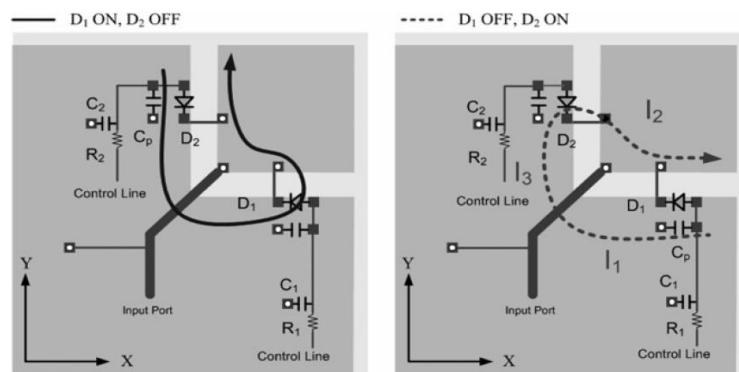 D₁ ON, D₂ OFF
D₁ OFF, D₂ ON
C₂
Cₚ
D₂
R₂
Control Line
D₁
Y
C₁
Input Port
R₁
X
Control Line
C₂
D₂
I₂
R₂
I₃
Control Line
D₁
Cₚ
I₁
Y
C₁
Input Port
R₁
X
Control Line